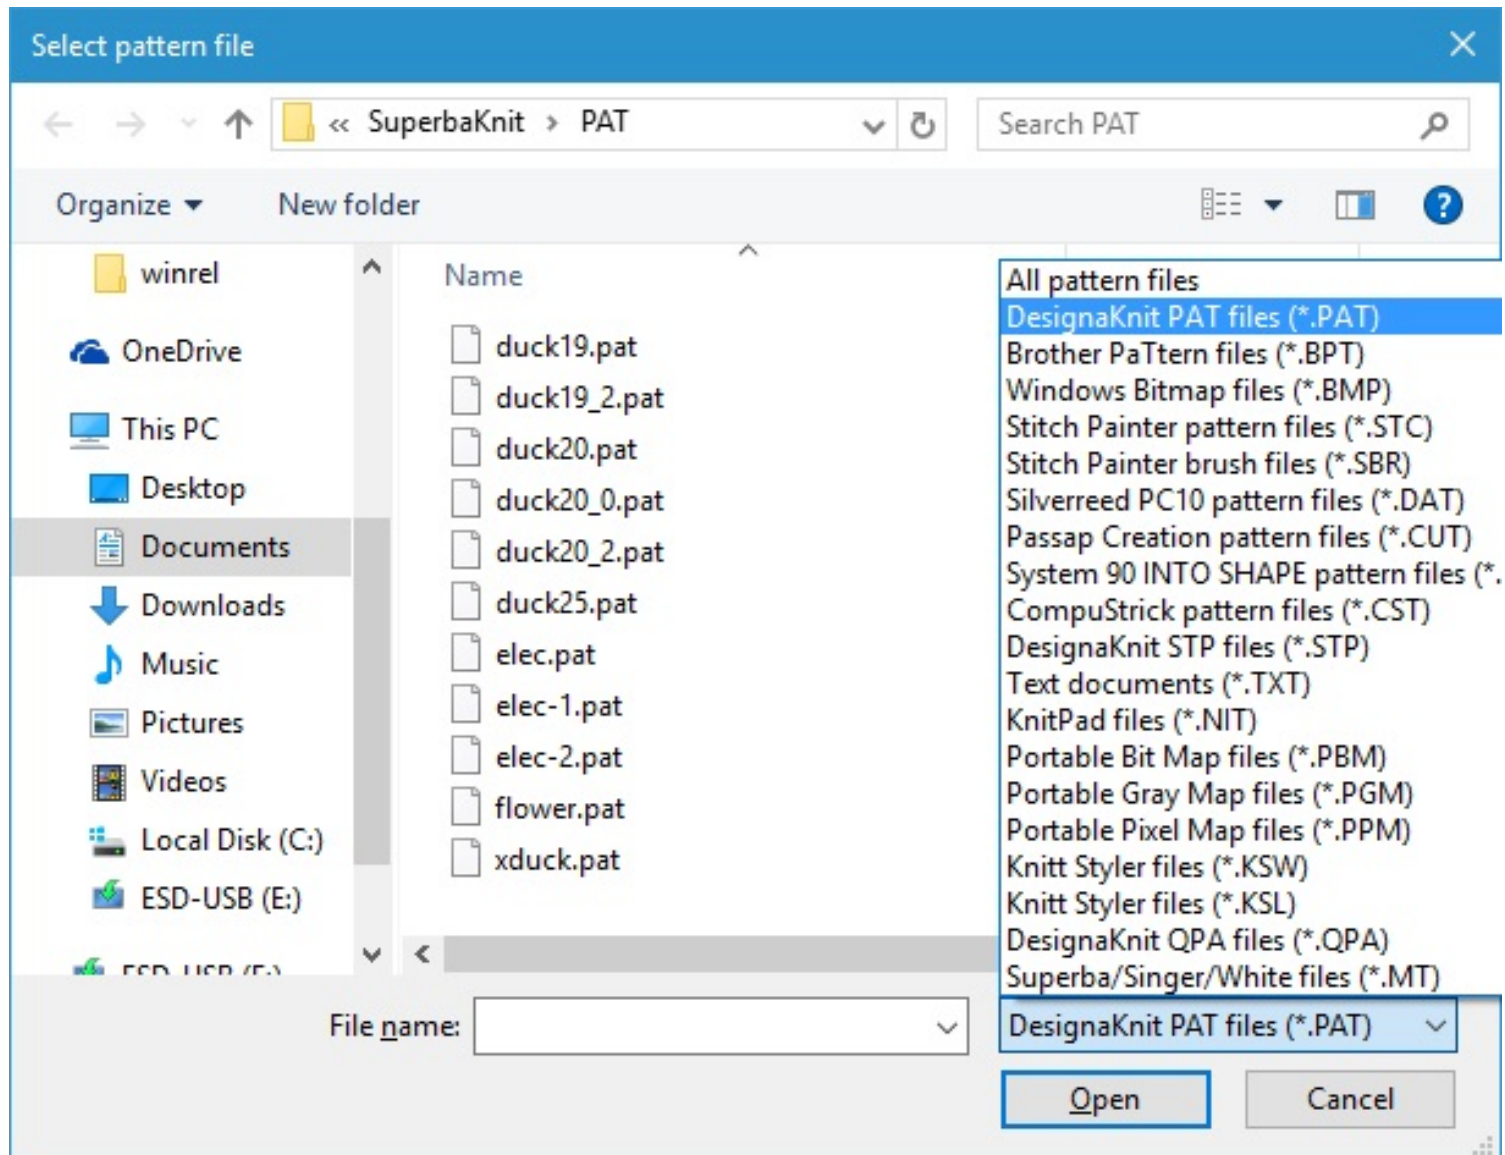 Select pattern file
« SuperbaKnit > PAT
Search PAT
Organize
New folder
winrel
OneDrive
This PC
Desktop
Documents
Downloads
Music
Pictures
Videos
Local Disk (C:)
ESD-USB (E:)
ESD-USB (E:)
Name
duck19.pat
duck19_2.pat
duck20.pat
duck20_0.pat
duck20_2.pat
duck25.pat
elec.pat
elec-1.pat
elec-2.pat
flower.pat
xduck.pat
All pattern files
DesignaKnit PAT files (*.PAT)
Brother PaTtern files (*.BPT)
Windows Bitmap files (*.BMP)
Stitch Painter pattern files (*.STC)
Stitch Painter brush files (*.SBR)
Silverreed PC10 pattern files (*.DAT)
Passap Creation pattern files (*.CUT)
System 90 INTO SHAPE pattern files (*.
CompuStrick pattern files (*.CST)
DesignaKnit STP files (*.STP)
Text documents (*.TXT)
KnitPad files (*.NIT)
Portable Bit Map files (*.PBM)
Portable Gray Map files (*.PGM)
Portable Pixel Map files (*.PPM)
Knitt Styler files (*.KSW)
Knitt Styler files (*.KSL)
DesignaKnit QPA files (*.QPA)
Superba/Singer/White files (*.MT)
File name:
DesignaKnit PAT files (*.PAT)
Open
Cancel